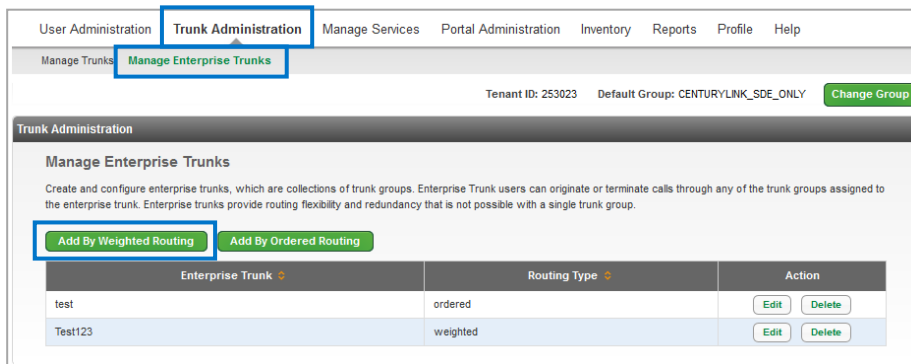 User Administration Trunk Administration Manage Services Portal Administration Inventory Reports Profile Help
Manage Trunks Manage Enterprise Trunks
Tenant ID: 253023 Default Group: CENTURYLINK_SDE_ONLY Change Group
Trunk Administration
Manage Enterprise Trunks
Create and configure enterprise trunks, which are collections of trunk groups. Enterprise Trunk users can originate or terminate calls through any of the trunk groups assigned to
the enterprise trunk. Enterprise trunks provide routing flexibility and redundancy that is not possible with a single trunk group.
Add By Weighted Routing Add By Ordered Routing
Enterprise Trunk Routing Type Action
test ordered Edit Delete
Test123 weighted Edit Delete